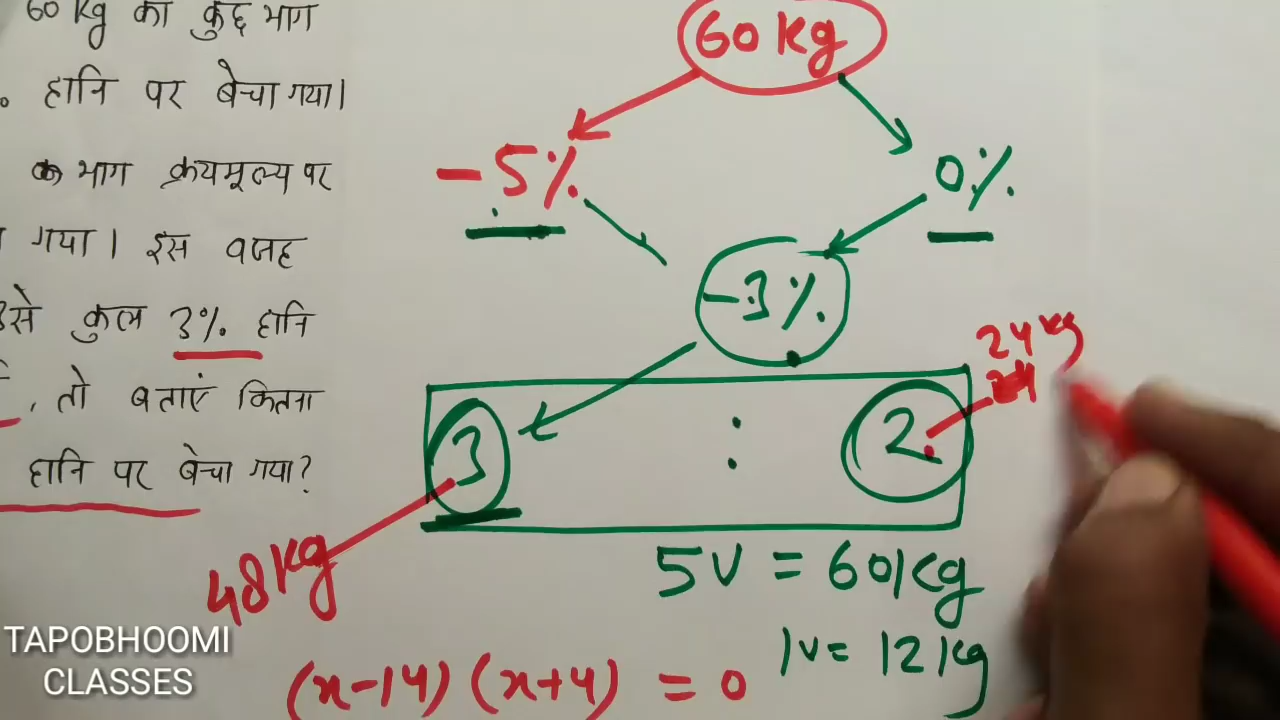 60 Kg का कुछ भाग
हानि पर बेचा गया।
भाग क्रयमूल्य पर
गया। इस वजह
उसे कुल 3% हानि
, तो बताएं कितना
हानि पर बेचा गया?
60 kg
-5%
0%
-3%
3 : 2
24 kg
48 kg
5v = 60 kg
1v = 12 kg
(x-14) (x+4) = 0
TAPOBHOOMI
CLASSES